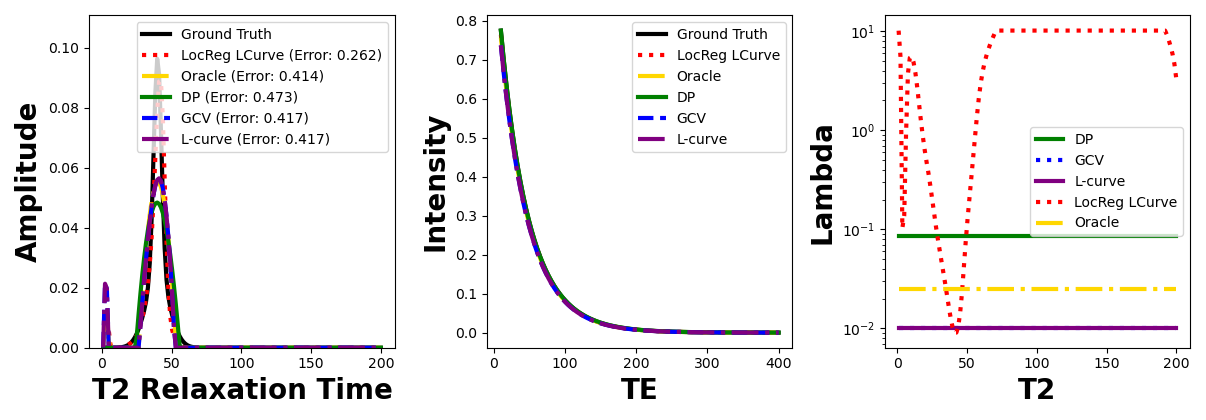 Amplitude
0.00
0.02
0.04
0.06
0.08
0.10
Ground Truth
LocReg LCurve (Error: 0.262)
Oracle (Error: 0.414)
DP (Error: 0.473)
GCV (Error: 0.417)
L-curve (Error: 0.417)
0 50 100 150 200
T2 Relaxation Time
Intensity
0.0
0.1
0.2
0.3
0.4
0.5
0.6
0.7
0.8
Ground Truth
LocReg LCurve
Oracle
DP
GCV
L-curve
0 100 200 300 400
TE
Lambda
10⁻²
10⁻¹
10⁰
10¹
DP
GCV
L-curve
LocReg LCurve
Oracle
0 50 100 150 200
T2